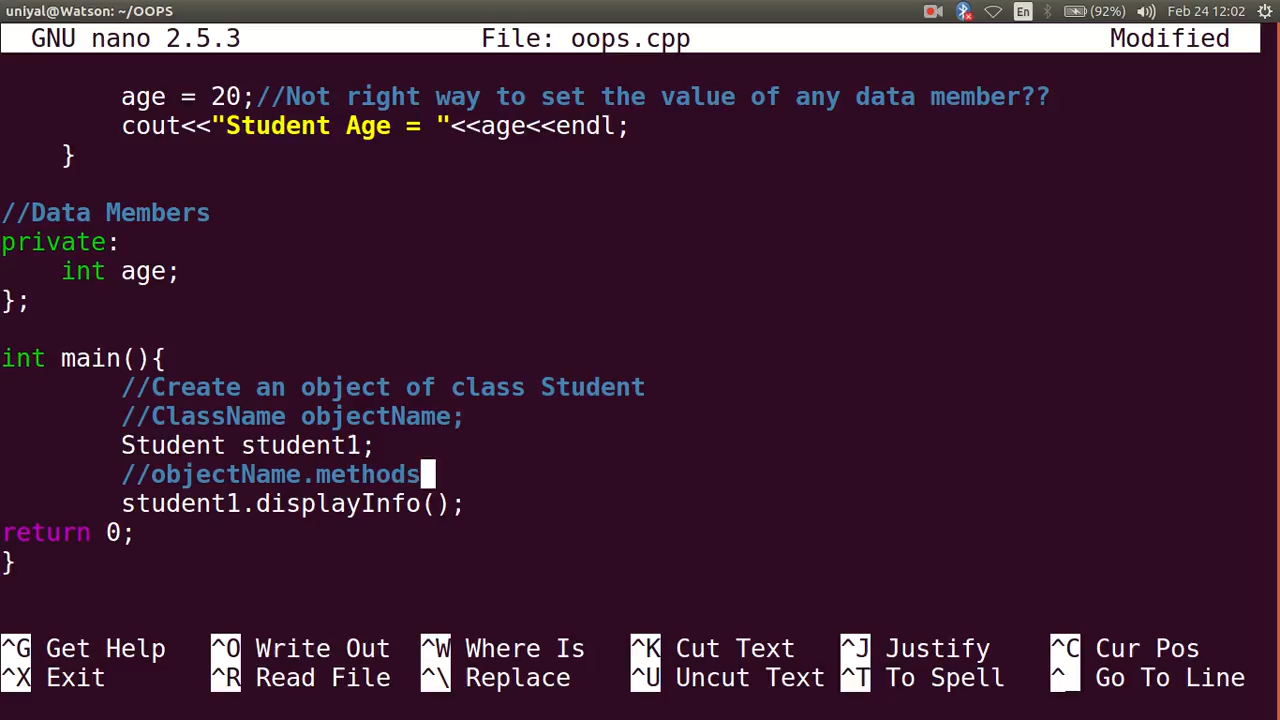 uniyal@Watson: ~/OOPS En (92%) Feb 24 12:02
GNU nano 2.5.3 File: oops.cpp Modified
age = 20;//Not right way to set the value of any data member??
cout<<"Student Age = "<<age<<endl;
}
//Data Members
private:
int age;
};
int main(){
//Create an object of class Student
//ClassName objectName;
Student student1;
//objectName.methods
student1.displayInfo();
return 0;
}
^G Get Help ^O Write Out ^W Where Is ^K Cut Text ^J Justify ^C Cur Pos
^X Exit ^R Read File ^\ Replace ^U Uncut Text ^T To Spell ^_ Go To Line